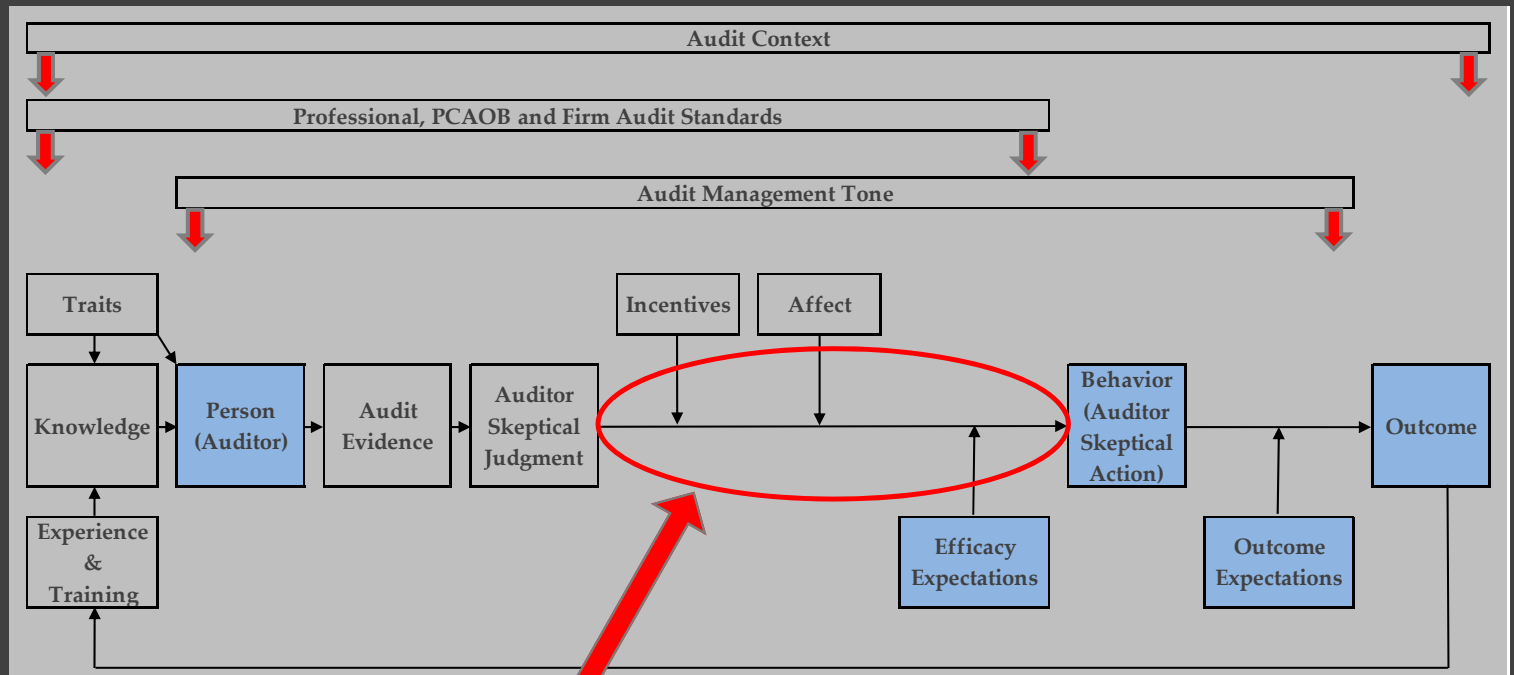 Audit Context
Professional, PCAOB and Firm Audit Standards
Audit Management Tone
Traits
Incentives
Affect
Knowledge
Person
(Auditor)
Audit
Evidence
Auditor
Skeptical
Judgment
Behavior
(Auditor
Skeptical
Action)
Outcome
Experience
&
Training
Efficacy
Expectations
Outcome
Expectations